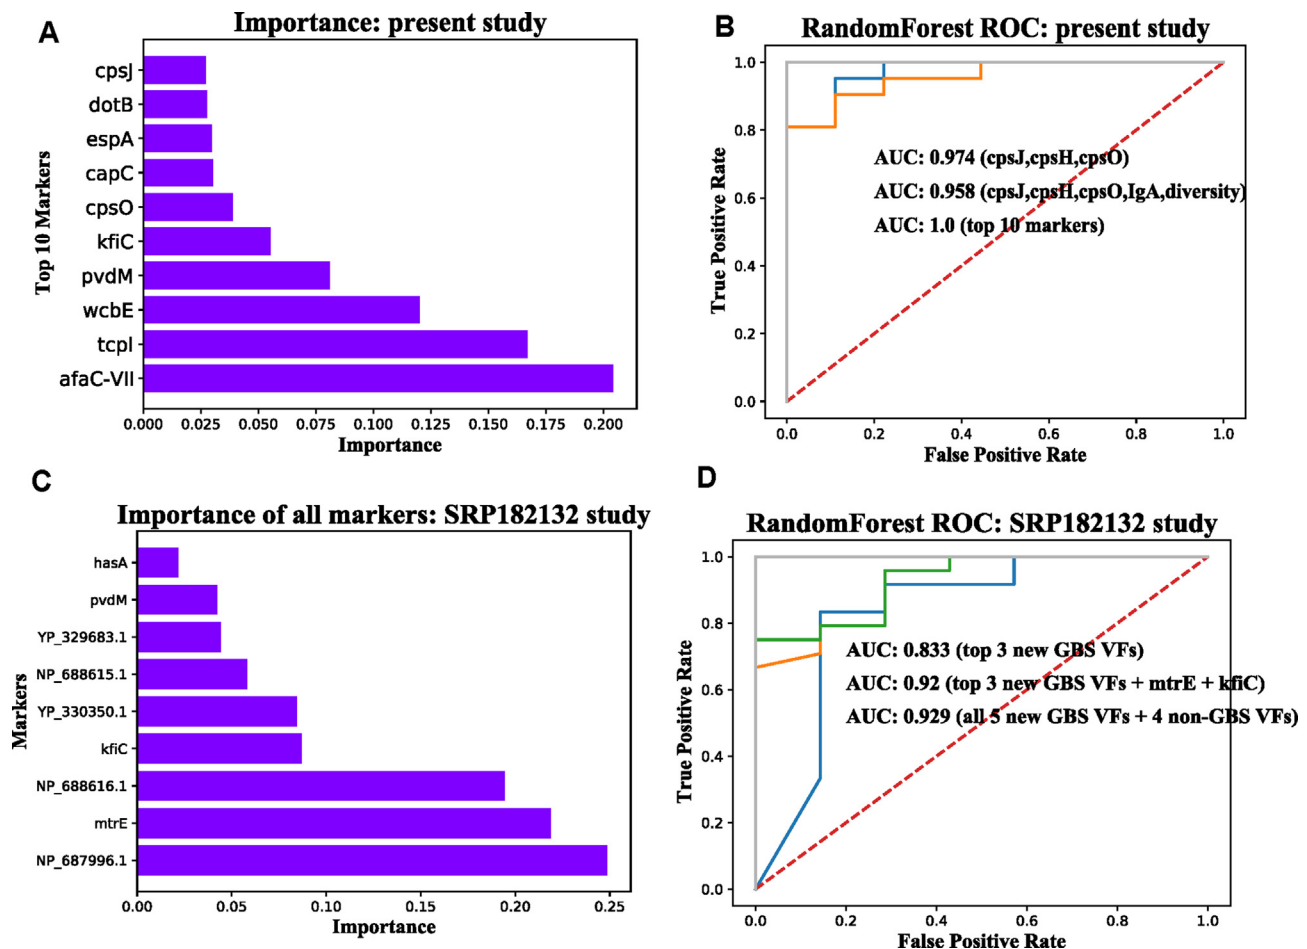 A
Importance: present study
Top 10 Markers
cpsJ
dotB
espA
capC
cpsO
kfiC
pvdM
wcbE
tcpI
afaC-VII
0.000 0.025 0.050 0.075 0.100 0.125 0.150 0.175 0.200
Importance
B
RandomForest ROC: present study
True Positive Rate
1.0
0.8
0.6
0.4
0.2
0.0
AUC: 0.974 (cpsJ,cpsH,cpsO)
AUC: 0.958 (cpsJ,cpsH,cpsO,IgA,diversity)
AUC: 1.0 (top 10 markers)
0.0 0.2 0.4 0.6 0.8 1.0
False Positive Rate
C
Importance of all markers: SRP182132 study
Markers
hasA
pvdM
YP_329683.1
NP_688615.1
YP_330350.1
kfiC
NP_688616.1
mtrE
NP_687996.1
0.00 0.05 0.10 0.15 0.20 0.25
Importance
D
RandomForest ROC: SRP182132 study
True Positive Rate
1.0
0.8
0.6
0.4
0.2
0.0
AUC: 0.833 (top 3 new GBS VFs)
AUC: 0.92 (top 3 new GBS VFs + mtrE + kfiC)
AUC: 0.929 (all 5 new GBS VFs + 4 non-GBS VFs)
0.0 0.2 0.4 0.6 0.8 1.0
False Positive Rate